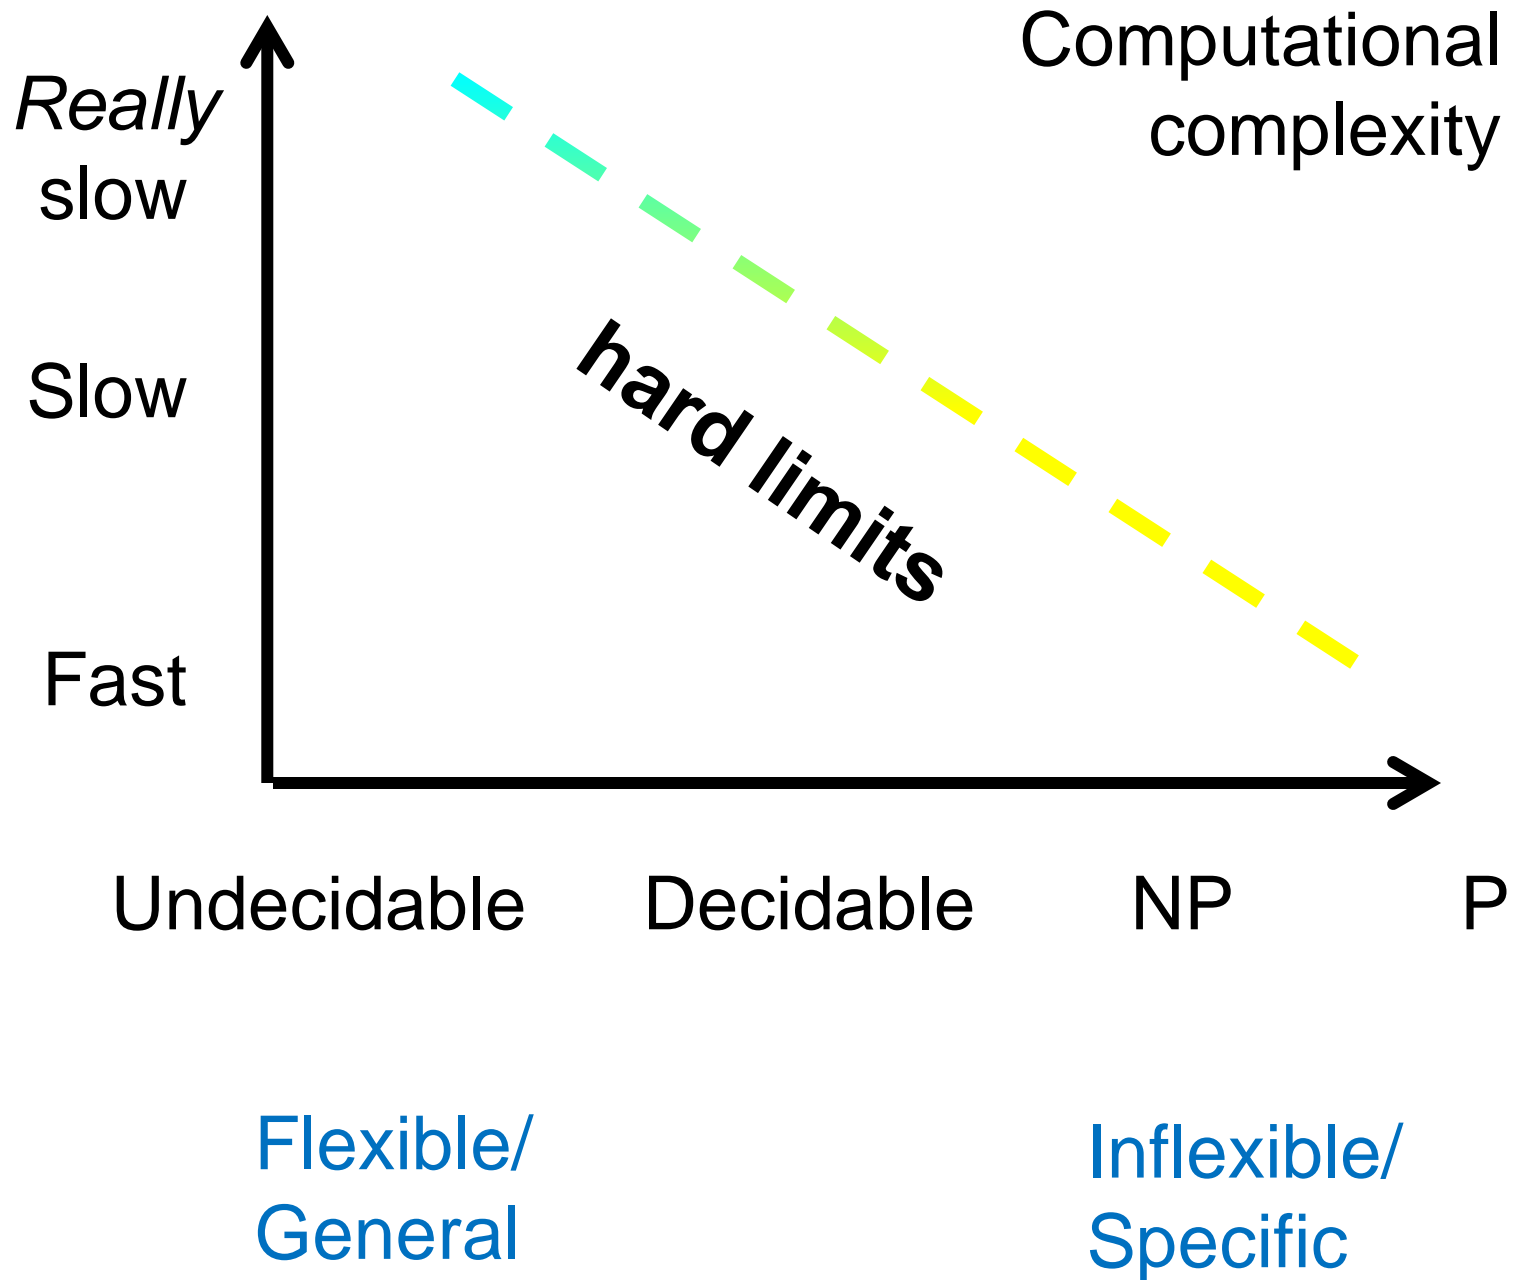 Computational
complexity
Really
slow
Slow
Fast
hard limits
Undecidable Decidable NP P
Flexible/
General
Inflexible/
Specific